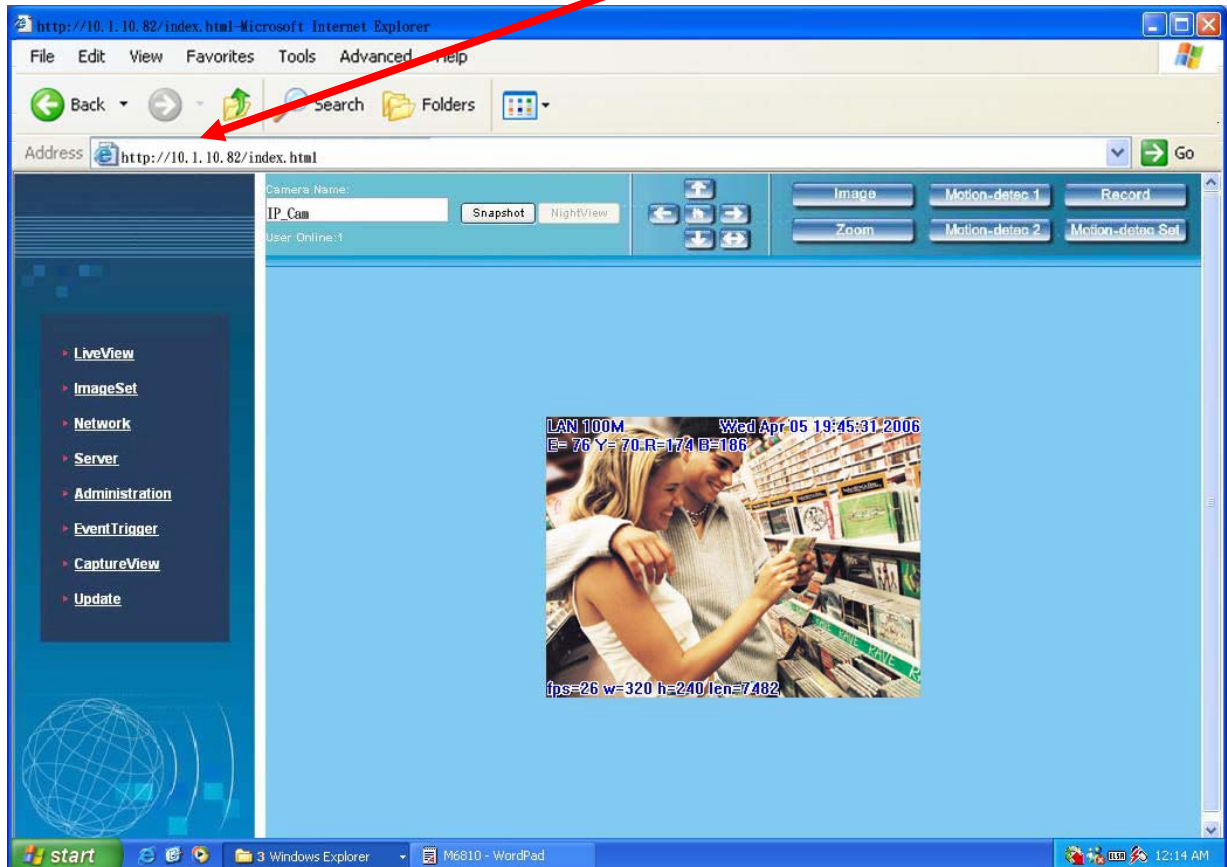 http://10.1.10.82/index.html-Microsoft Internet Explorer
File Edit View Favorites Tools Advanced Help
Back Search Folders
Address http://10.1.10.82/index.html Go
Camera Name:
IP_Cam Snapshot NightView
User Online:1
h
Image Motion-detec 1 Record
Zoom Motion-detec 2 Motion-detec Set
LiveView
ImageSet
Network
Server
Administration
EventTrigger
CaptureView
Update
LAN 100M Wed Apr 05 19:45:31 2006
E= 76 Y= 70 R=174 B=186
RAVE RAVE
fps=26 w=320 h=240 len=7482
start 3 Windows Explorer M6810 - WordPad 12:14 AM